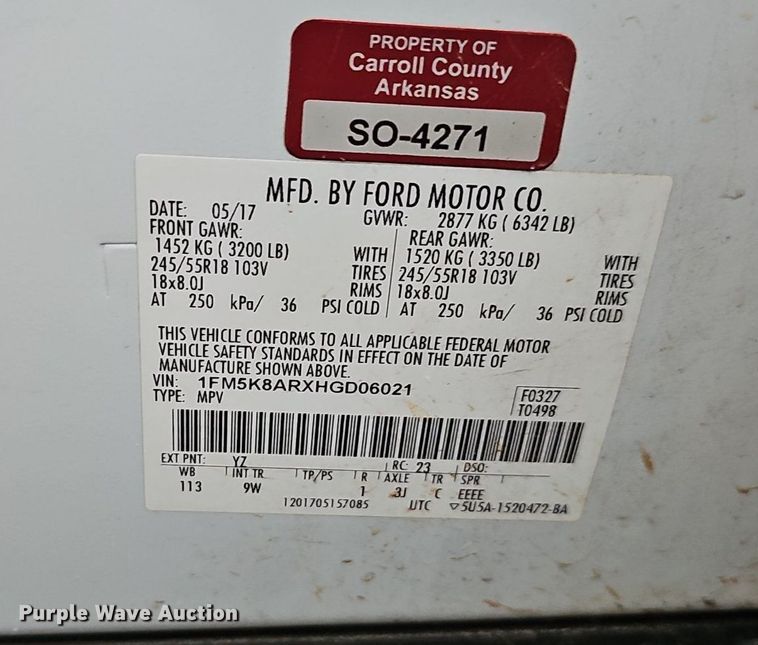 PROPERTY OF
Carroll County
Arkansas
SO-4271
MFD. BY FORD MOTOR CO.
DATE: 05/17 GVWR: 2877 KG ( 6342 LB)
FRONT GAWR: REAR GAWR:
1452 KG ( 3200 LB) WITH 1520 KG ( 3350 LB) WITH
245/55R18 103V TIRES 245/55R18 103V TIRES
18x8.0J RIMS 18x8.0J RIMS
AT 250 kPa/ 36 PSI COLD AT 250 kPa/ 36 PSI COLD
THIS VEHICLE CONFORMS TO ALL APPLICABLE FEDERAL MOTOR
VEHICLE SAFETY STANDARDS IN EFFECT ON THE DATE OF
MANUFACTURE SHOWN ABOVE.
VIN: 1FM5K8ARXHGD06021
TYPE: MPV
F0327
T0498
EXT PNT: YZ RC: 23 DSO:
WB INT TR TP/PS R AXLE TR SPR
113 9W 1 3J C EEEE
1201705157085 UTC ▽5U5A-1520472-BA
Purple Wave Auction